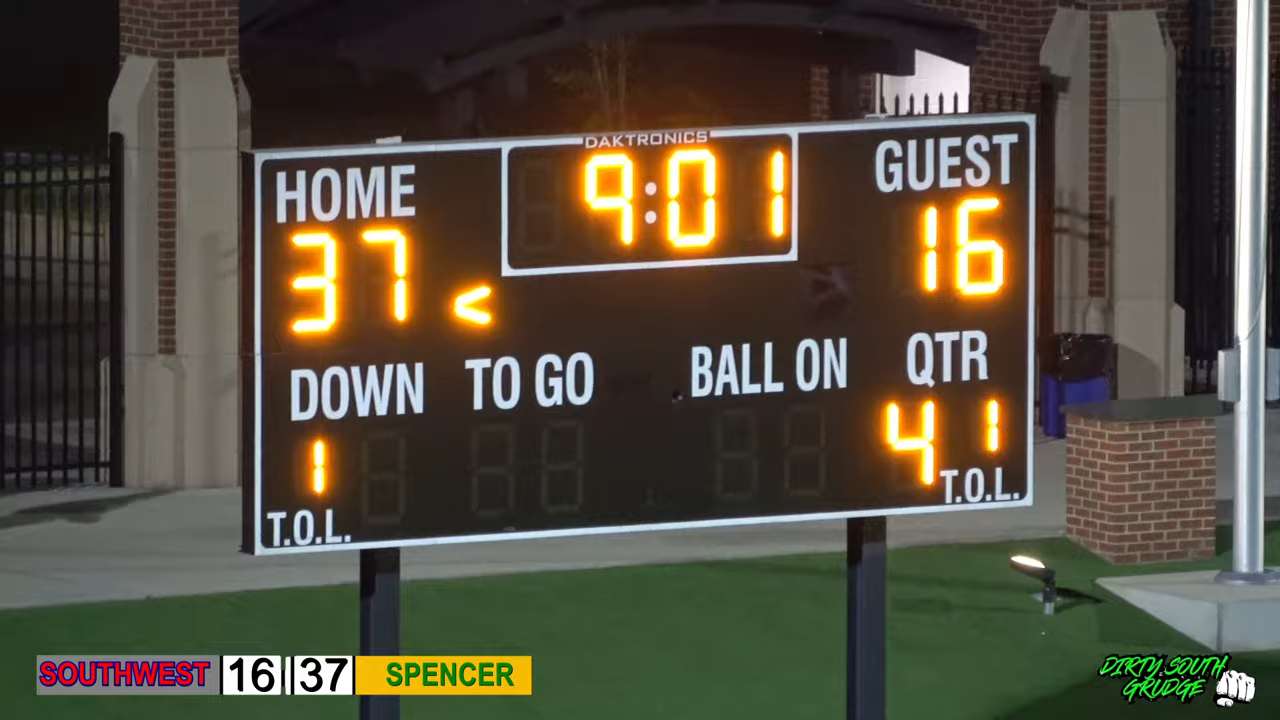 DAKTRONICS
HOME 9:01 GUEST
37 < 16
DOWN TO GO BALL ON QTR
1 4 1
T.O.L. T.O.L.
SOUTHWEST 16 37 SPENCER
DIRTY SOUTH
GRUDGE